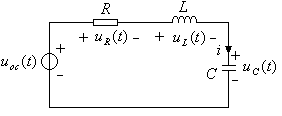 R L
+ u_R(t) − + u_L(t) −
u_oc(t) + − i C + − u_C(t)